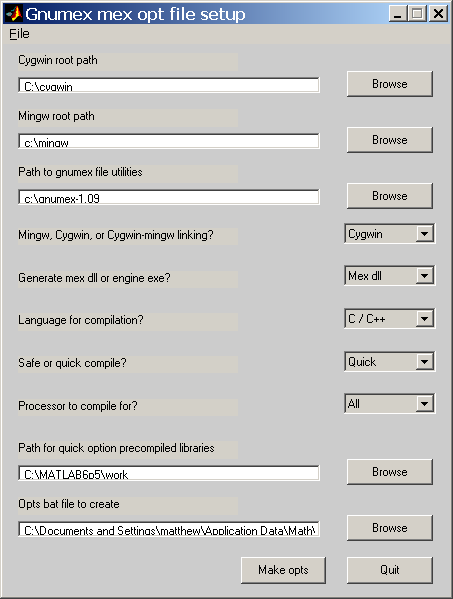 Gnumex mex opt file setup
File
Cygwin root path
C:\cygwin
Browse
Mingw root path
c:\mingw
Browse
Path to gnumex file utilities
c:\gnumex-1.09
Browse
Mingw, Cygwin, or Cygwin-mingw linking?
Cygwin
Generate mex dll or engine exe?
Mex dll
Language for compilation?
C / C++
Safe or quick compile?
Quick
Processor to compile for?
All
Path for quick option precompiled libraries
C:\MATLAB6p5\work
Browse
Opts bat file to create
C:\Documents and Settings\matthew\Application Data\Math\
Browse
Make opts
Quit